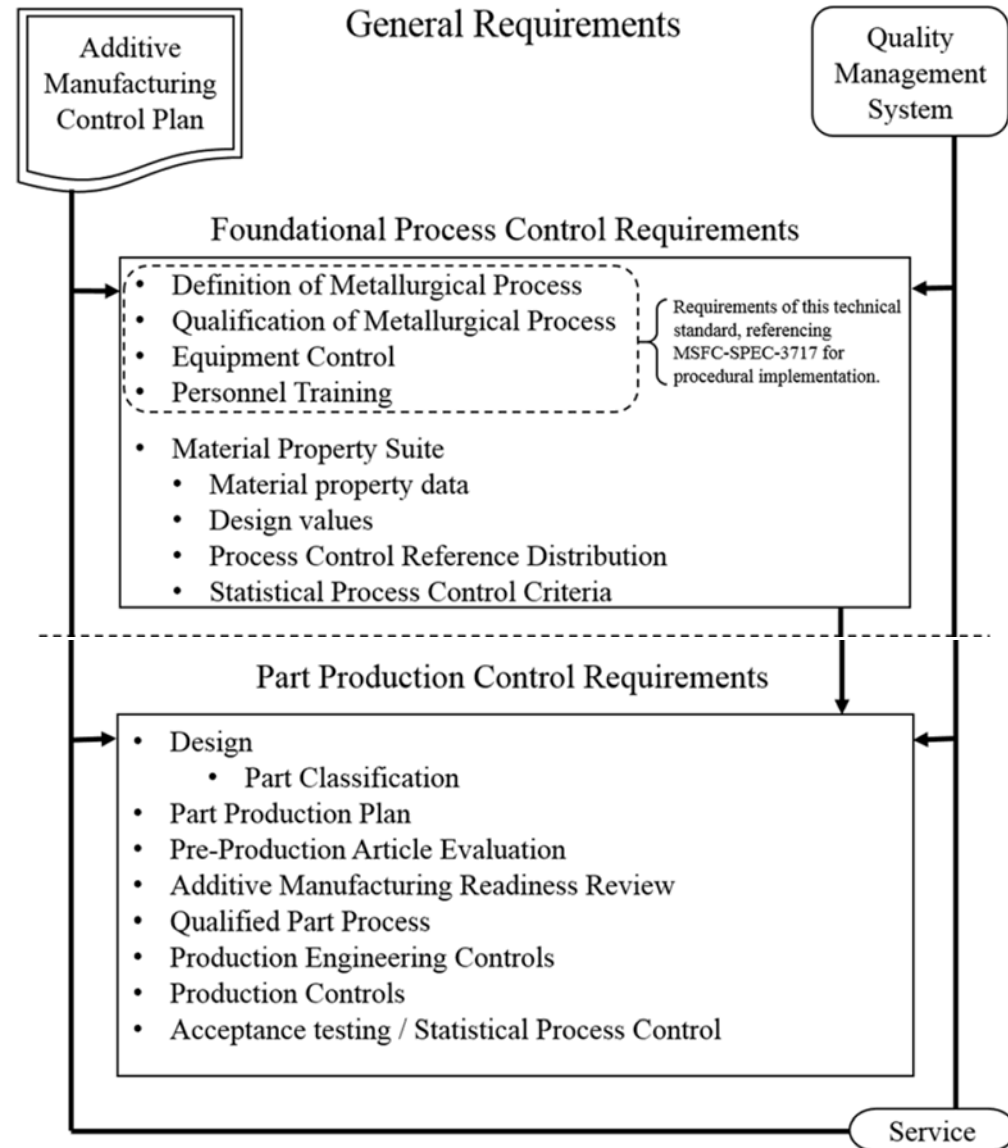 General Requirements
Additive
Manufacturing
Control Plan
Quality
Management
System
Foundational Process Control Requirements
• Definition of Metallurgical Process
• Qualification of Metallurgical Process
• Equipment Control
• Personnel Training
Requirements of this technical
standard, referencing
MSFC-SPEC-3717 for
procedural implementation.
• Material Property Suite
• Material property data
• Design values
• Process Control Reference Distribution
• Statistical Process Control Criteria
Part Production Control Requirements
• Design
• Part Classification
• Part Production Plan
• Pre-Production Article Evaluation
• Additive Manufacturing Readiness Review
• Qualified Part Process
• Production Engineering Controls
• Production Controls
• Acceptance testing / Statistical Process Control
Service